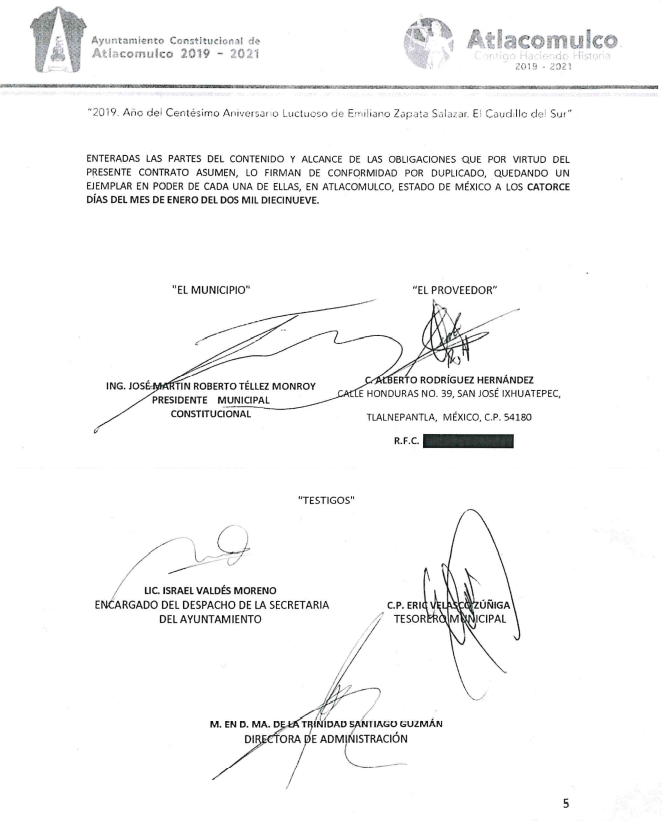 Ayuntamiento Constitucional de
Atlacomulco 2019 - 2021
Atlacomulco
Contigo Haciendo Historia
2019 - 2021
"2019. Año del Centésimo Aniversario Luctuoso de Emiliano Zapata Salazar. El Caudillo del Sur"
ENTERADAS LAS PARTES DEL CONTENIDO Y ALCANCE DE LAS OBLIGACIONES QUE POR VIRTUD DEL
PRESENTE CONTRATO ASUMEN, LO FIRMAN DE CONFORMIDAD POR DUPLICADO, QUEDANDO UN
EJEMPLAR EN PODER DE CADA UNA DE ELLAS, EN ATLACOMULCO, ESTADO DE MÉXICO A LOS CATORCE
DÍAS DEL MES DE ENERO DEL DOS MIL DIECINUEVE.
"EL MUNICIPIO"
"EL PROVEEDOR"
ING. JOSÉ MARTIN ROBERTO TÉLLEZ MONROY
PRESIDENTE MUNICIPAL
CONSTITUCIONAL
C. ALBERTO RODRÍGUEZ HERNÁNDEZ
CALLE HONDURAS NO. 39, SAN JOSÉ IXHUATEPEC,
TLALNEPANTLA, MÉXICO, C.P. 54180
R.F.C.
"TESTIGOS"
LIC. ISRAEL VALDÉS MORENO
ENCARGADO DEL DESPACHO DE LA SECRETARIA
DEL AYUNTAMIENTO
C.P. ERIC VELASCO ZÚÑIGA
TESORERO MUNICIPAL
M. EN D. MA. DE LA TRINIDAD SANTIAGO GUZMÁN
DIRECTORA DE ADMINISTRACIÓN
5